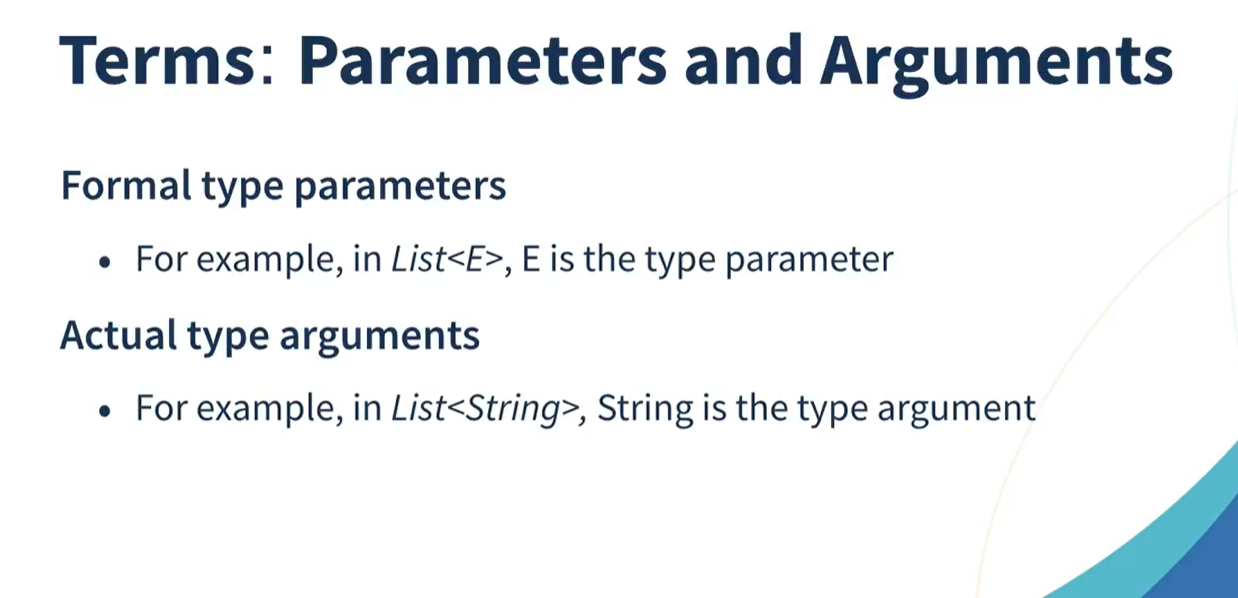 Terms: Parameters and Arguments
Formal type parameters
• For example, in List<E>, E is the type parameter
Actual type arguments
• For example, in List<String>, String is the type argument